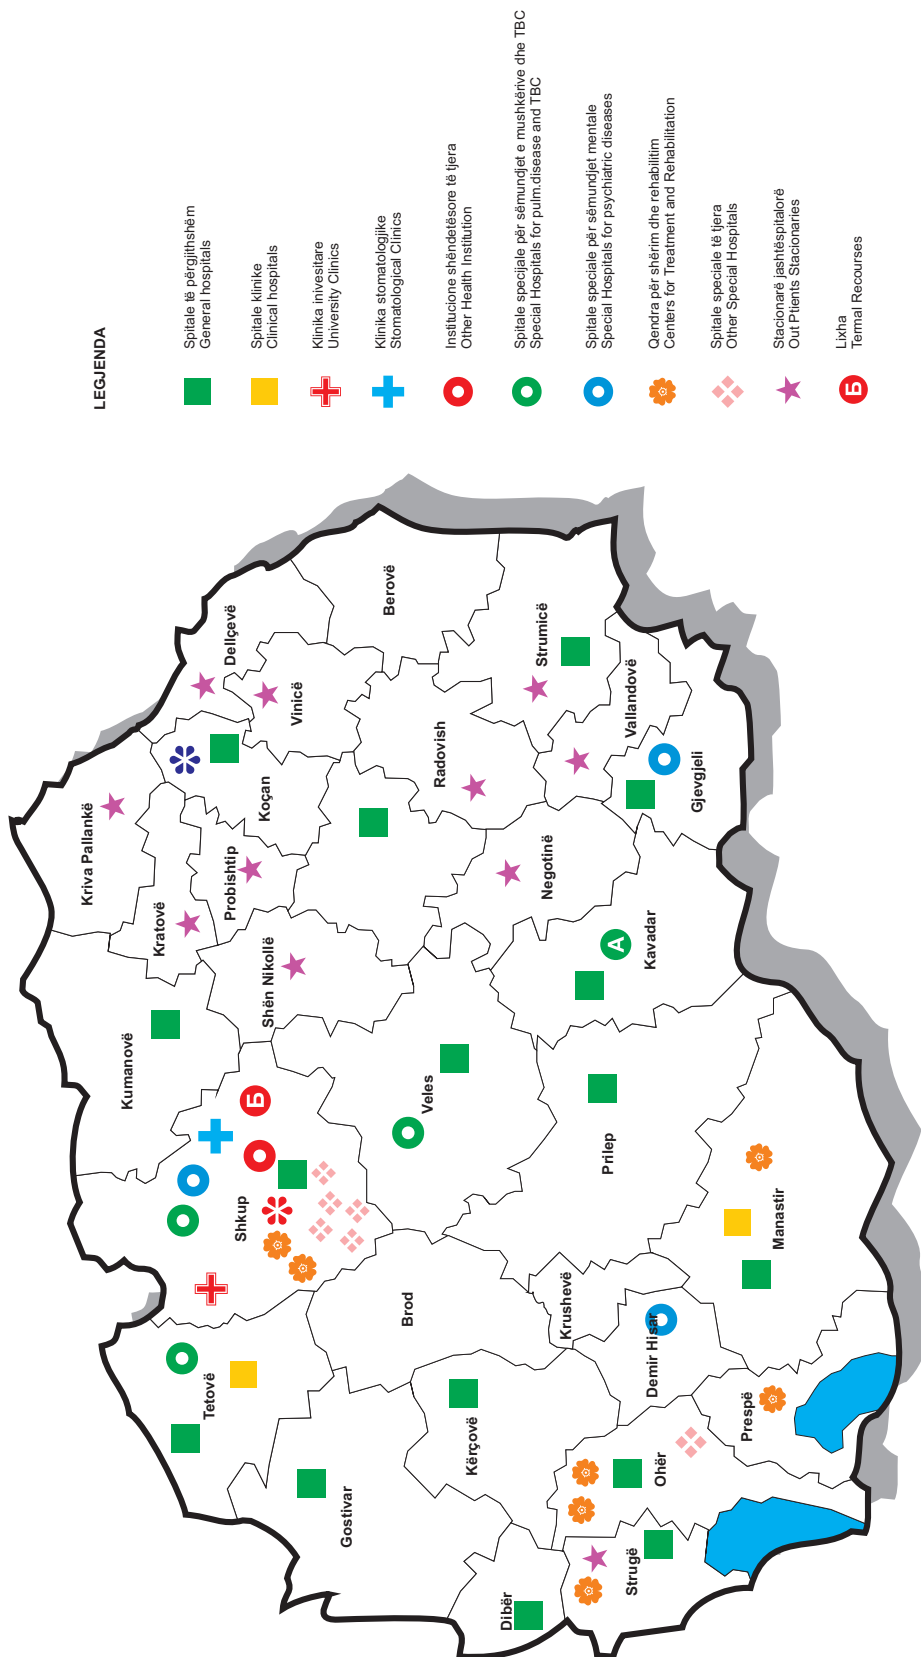 LEGJENDA
Spitale të përgjithshëm
General hospitals
Spitale klinike
Clinical hospitals
Klinika inivesitare
University Clinics
Klinika stomatologjike
Stomatological Clinics
Institucione shëndetësore të tjera
Other Health Institution
Spitale specijale për sëmundjet e mushkërive dhe TBC
Special Hospitals for pulm.disease and TBC
Spitale speciale për sëmundjet mentale
Special Hospitals for psychiatric diseases
Qendra për shërim dhe rehabilitim
Centers for Treatment and Rehabilitation
Spitale speciale të tjera
Other Special Hospitals
Stacionarë jashtëspitalorë
Out Ptients Stacionaries
Б
Lixha
Termal Recourses
Kriva Pallankë
Kumanovë
Kratovë
Dellçevë
Probishtip
Koçan
Vinicë
Shën Nikollë
Б
Shkup
Tetovë
Gostivar
Brod
Veles
Berovë
Radovish
Strumicë
Negotinë
Vallandovë
Kavadar
A
Gjevgjeli
Prilep
Krushevë
Kërçovë
Dibër
Demir Hisar
Manastir
Prespë
Ohër
Strugë